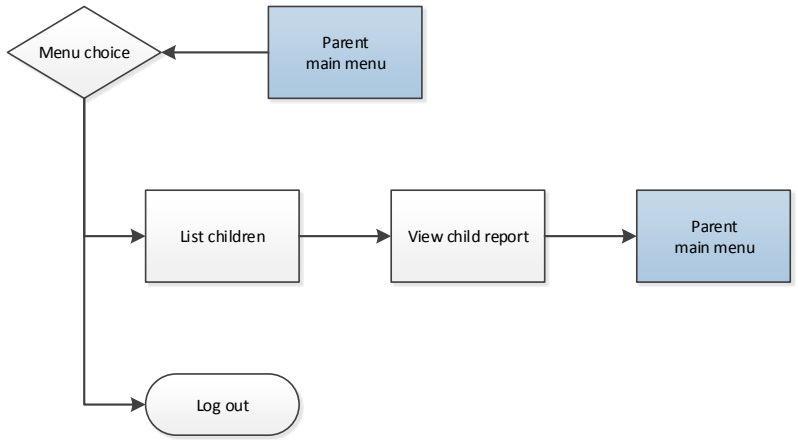 Menu choice
Parent
main menu
List children
View child report
Parent
main menu
Log out